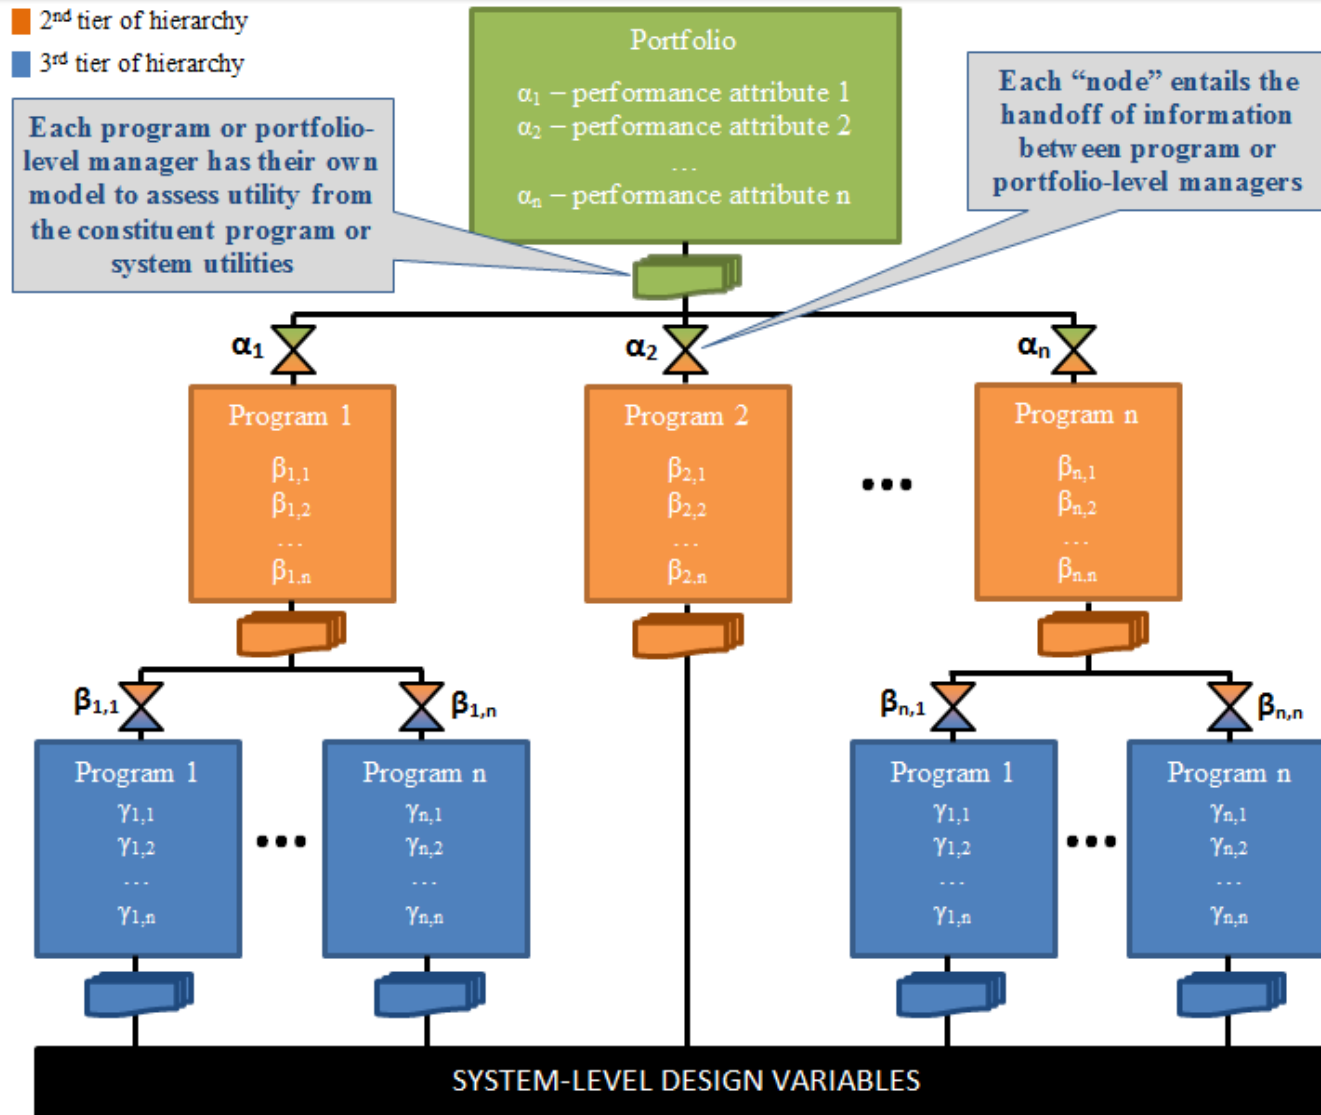 2nd tier of hierarchy
3rd tier of hierarchy
Portfolio
α1 – performance attribute 1
α2 – performance attribute 2
…
αn – performance attribute n
Each program or portfolio-
level manager has their own
model to assess utility from
the constituent program or
system utilities
Each “node” entails the
handoff of information
between program or
portfolio-level managers
α1
α2
αn
Program 1
β1,1
β1,2
…
β1,n
Program 2
β2,1
β2,2
…
β2,n
Program n
βn,1
βn,2
…
βn,n
β1,1
β1,n
βn,1
βn,n
Program 1
γ1,1
γ1,2
…
γ1,n
Program n
γn,1
γn,2
…
γn,n
Program 1
γ1,1
γ1,2
…
γ1,n
Program n
γn,1
γn,2
…
γn,n
SYSTEM-LEVEL DESIGN VARIABLES